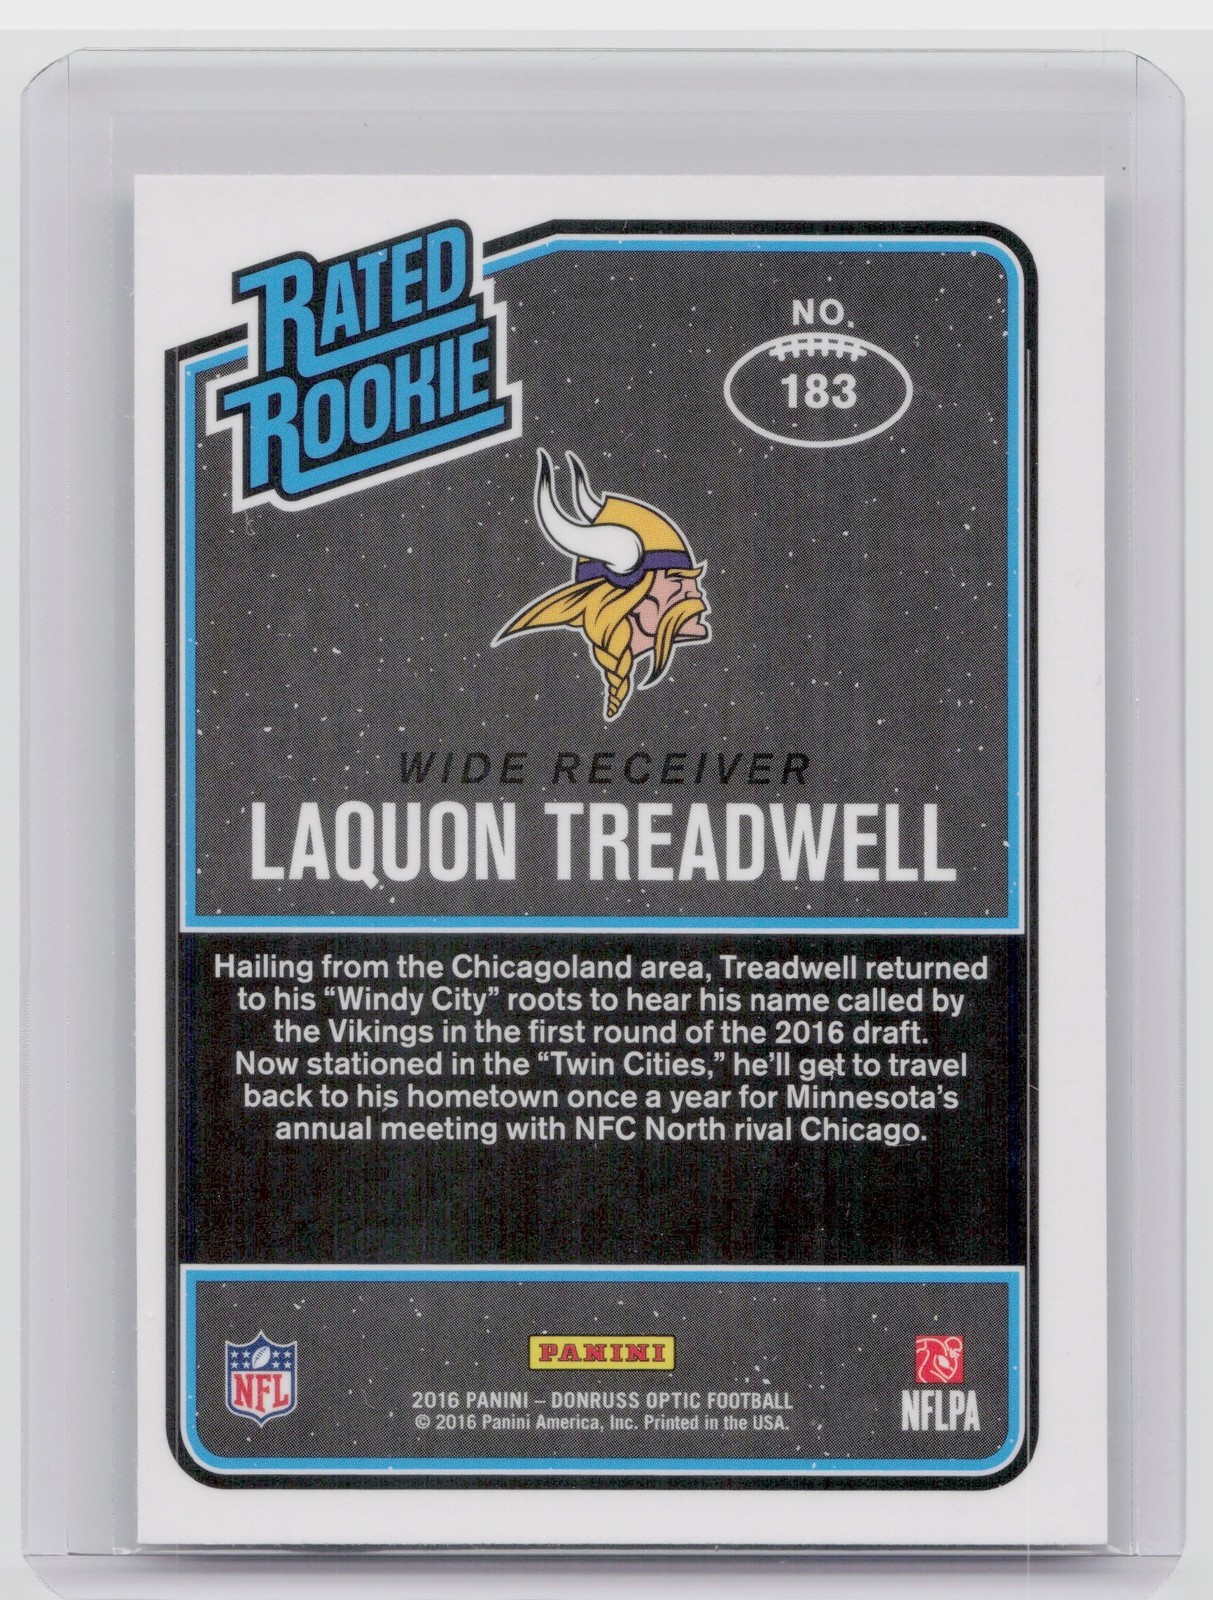 RATED
ROOKIE
NO.
183
WIDE RECEIVER
LAQUON TREADWELL
Hailing from the Chicagoland area, Treadwell returned
to his “Windy City” roots to hear his name called by
the Vikings in the first round of the 2016 draft.
Now stationed in the “Twin Cities,” he’ll get to travel
back to his hometown once a year for Minnesota’s
annual meeting with NFC North rival Chicago.
NFL
PANINI
2016 PANINI – DONRUSS OPTIC FOOTBALL
© 2016 Panini America, Inc. Printed in the USA.
NFLPA